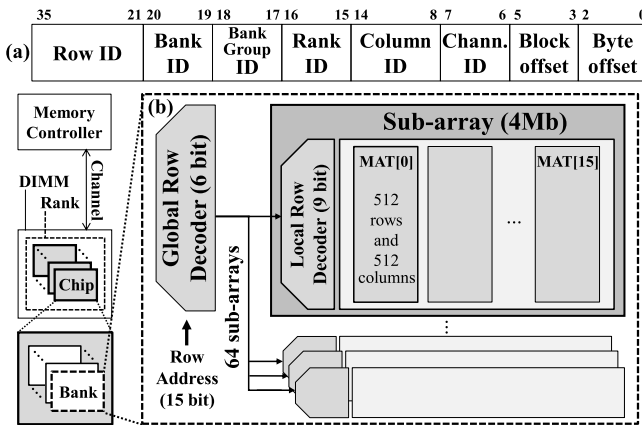 35 21 20 19 18 17 16 15 14 8 7 6 5 3 2 0
(a) Row ID Bank ID Bank Group ID Rank ID Column ID Chann. ID Block offset Byte offset
Memory
Controller
Channel
DIMM
Rank
Chip
Bank
(b)
Global Row
Decoder (6 bit)
Row
Address
(15 bit)
64 sub-arrays
Sub-array (4Mb)
Local Row
Decoder (9 bit)
MAT[0]
512
rows
and
512
columns
...
MAT[15]
...